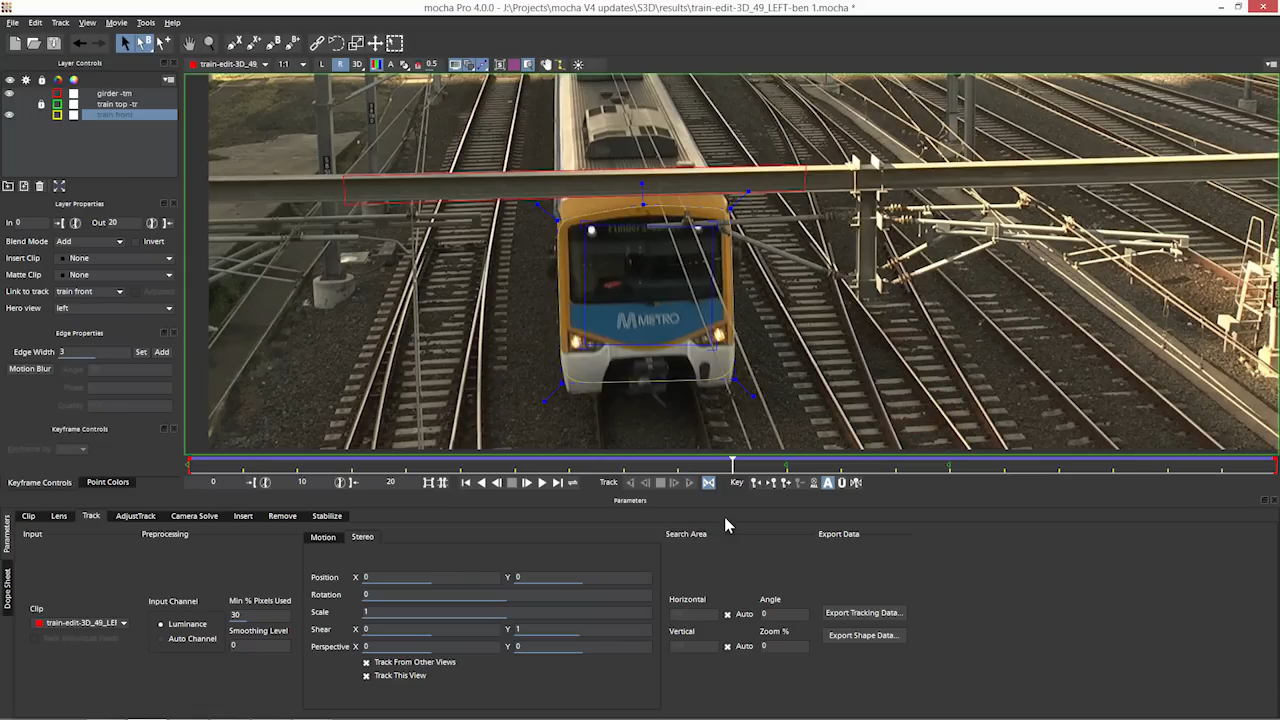 mocha Pro 4.0.0 - J:\Projects\mocha V4 updates\S3D\results\train-edit-3D_49_LEFT-ben 1.mocha *
File Edit Track View Movie Tools Help
Layer Controls
train-edit-3D_49 1:1 L R 3D 0.5
girder -tm
train top -tr
train front
Layer Properties
In 0 Out 20
Blend Mode Add Invert
Insert Clip None
Matte Clip None
Link to track train front Adjusted
Hero view left
Edge Properties
Edge Width 3 Set Add
Motion Blur Angle
Phase
Quality
Keyframe Controls
Flinders
METRO
Keyframe Controls Point Colors
0 10 20 Track Key A
Parameters
Clip Lens Track AdjustTrack Camera Solve Insert Remove Stabilize
Parameters
Dope Sheet
Input
Clip
train-edit-3D_49_LEF
Track Individual Fields
Preprocessing
Input Channel
Luminance
Auto Channel
Min % Pixels Used
30
Smoothing Level
0
Motion Stereo
Position X 0 Y 0
Rotation 0
Scale 1
Shear X 0 Y 1
Perspective X 0 Y 0
Track From Other Views
Track This View
Search Area
Horizontal Auto
Angle
0
Vertical Auto
Zoom %
0
Export Data
Export Tracking Data...
Export Shape Data...